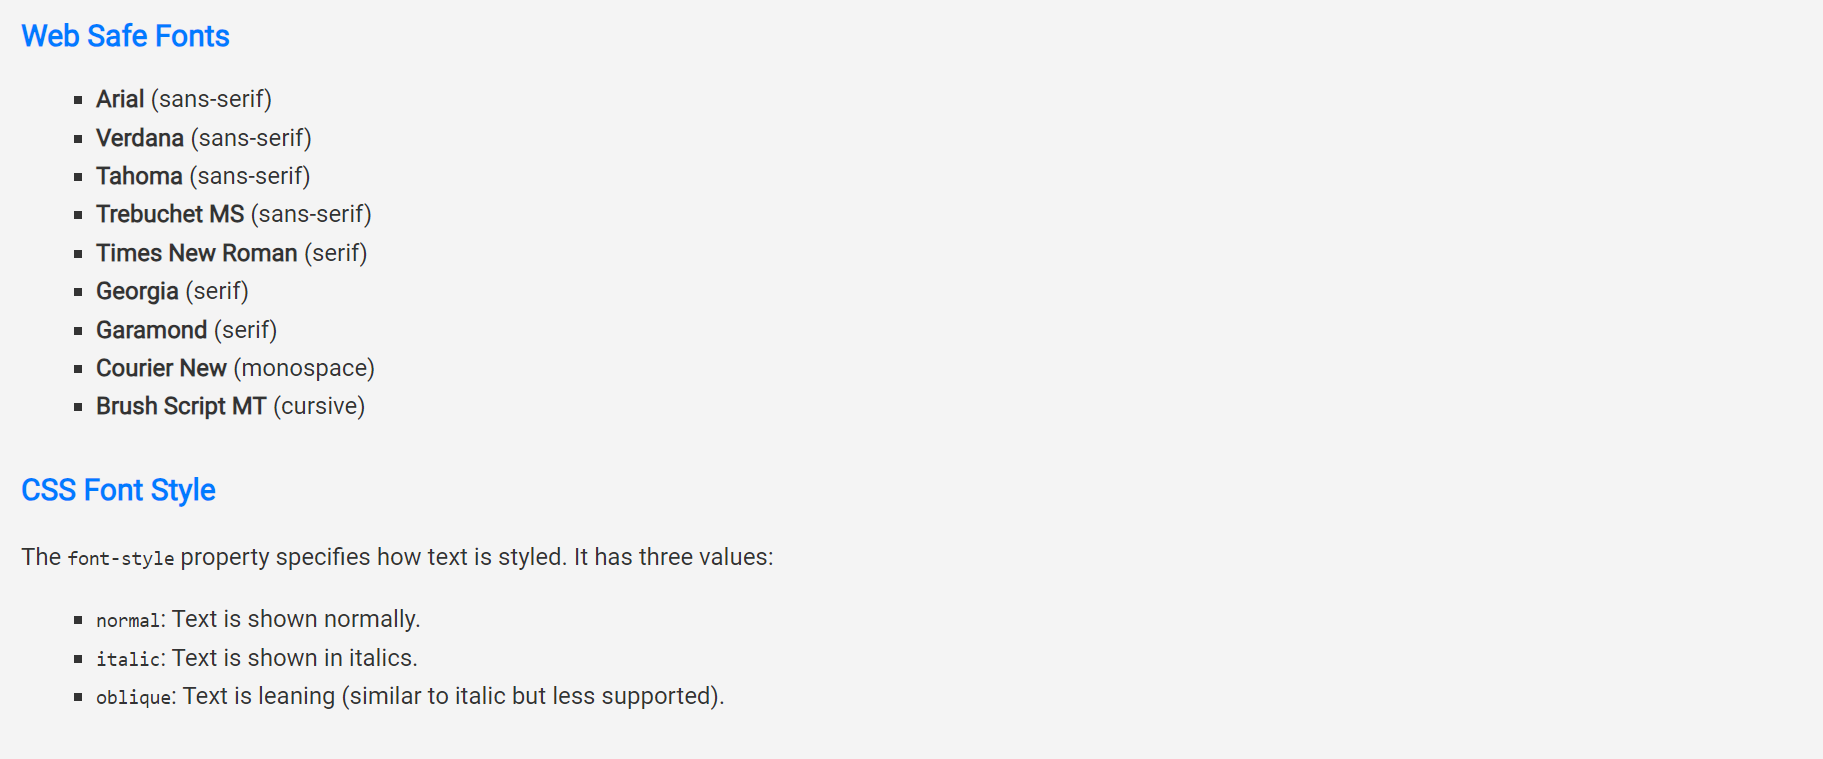 Web Safe Fonts
Arial (sans-serif)
Verdana (sans-serif)
Tahoma (sans-serif)
Trebuchet MS (sans-serif)
Times New Roman (serif)
Georgia (serif)
Garamond (serif)
Courier New (monospace)
Brush Script MT (cursive)
CSS Font Style
The font-style property specifies how text is styled. It has three values:
normal: Text is shown normally.
italic: Text is shown in italics.
oblique: Text is leaning (similar to italic but less supported).